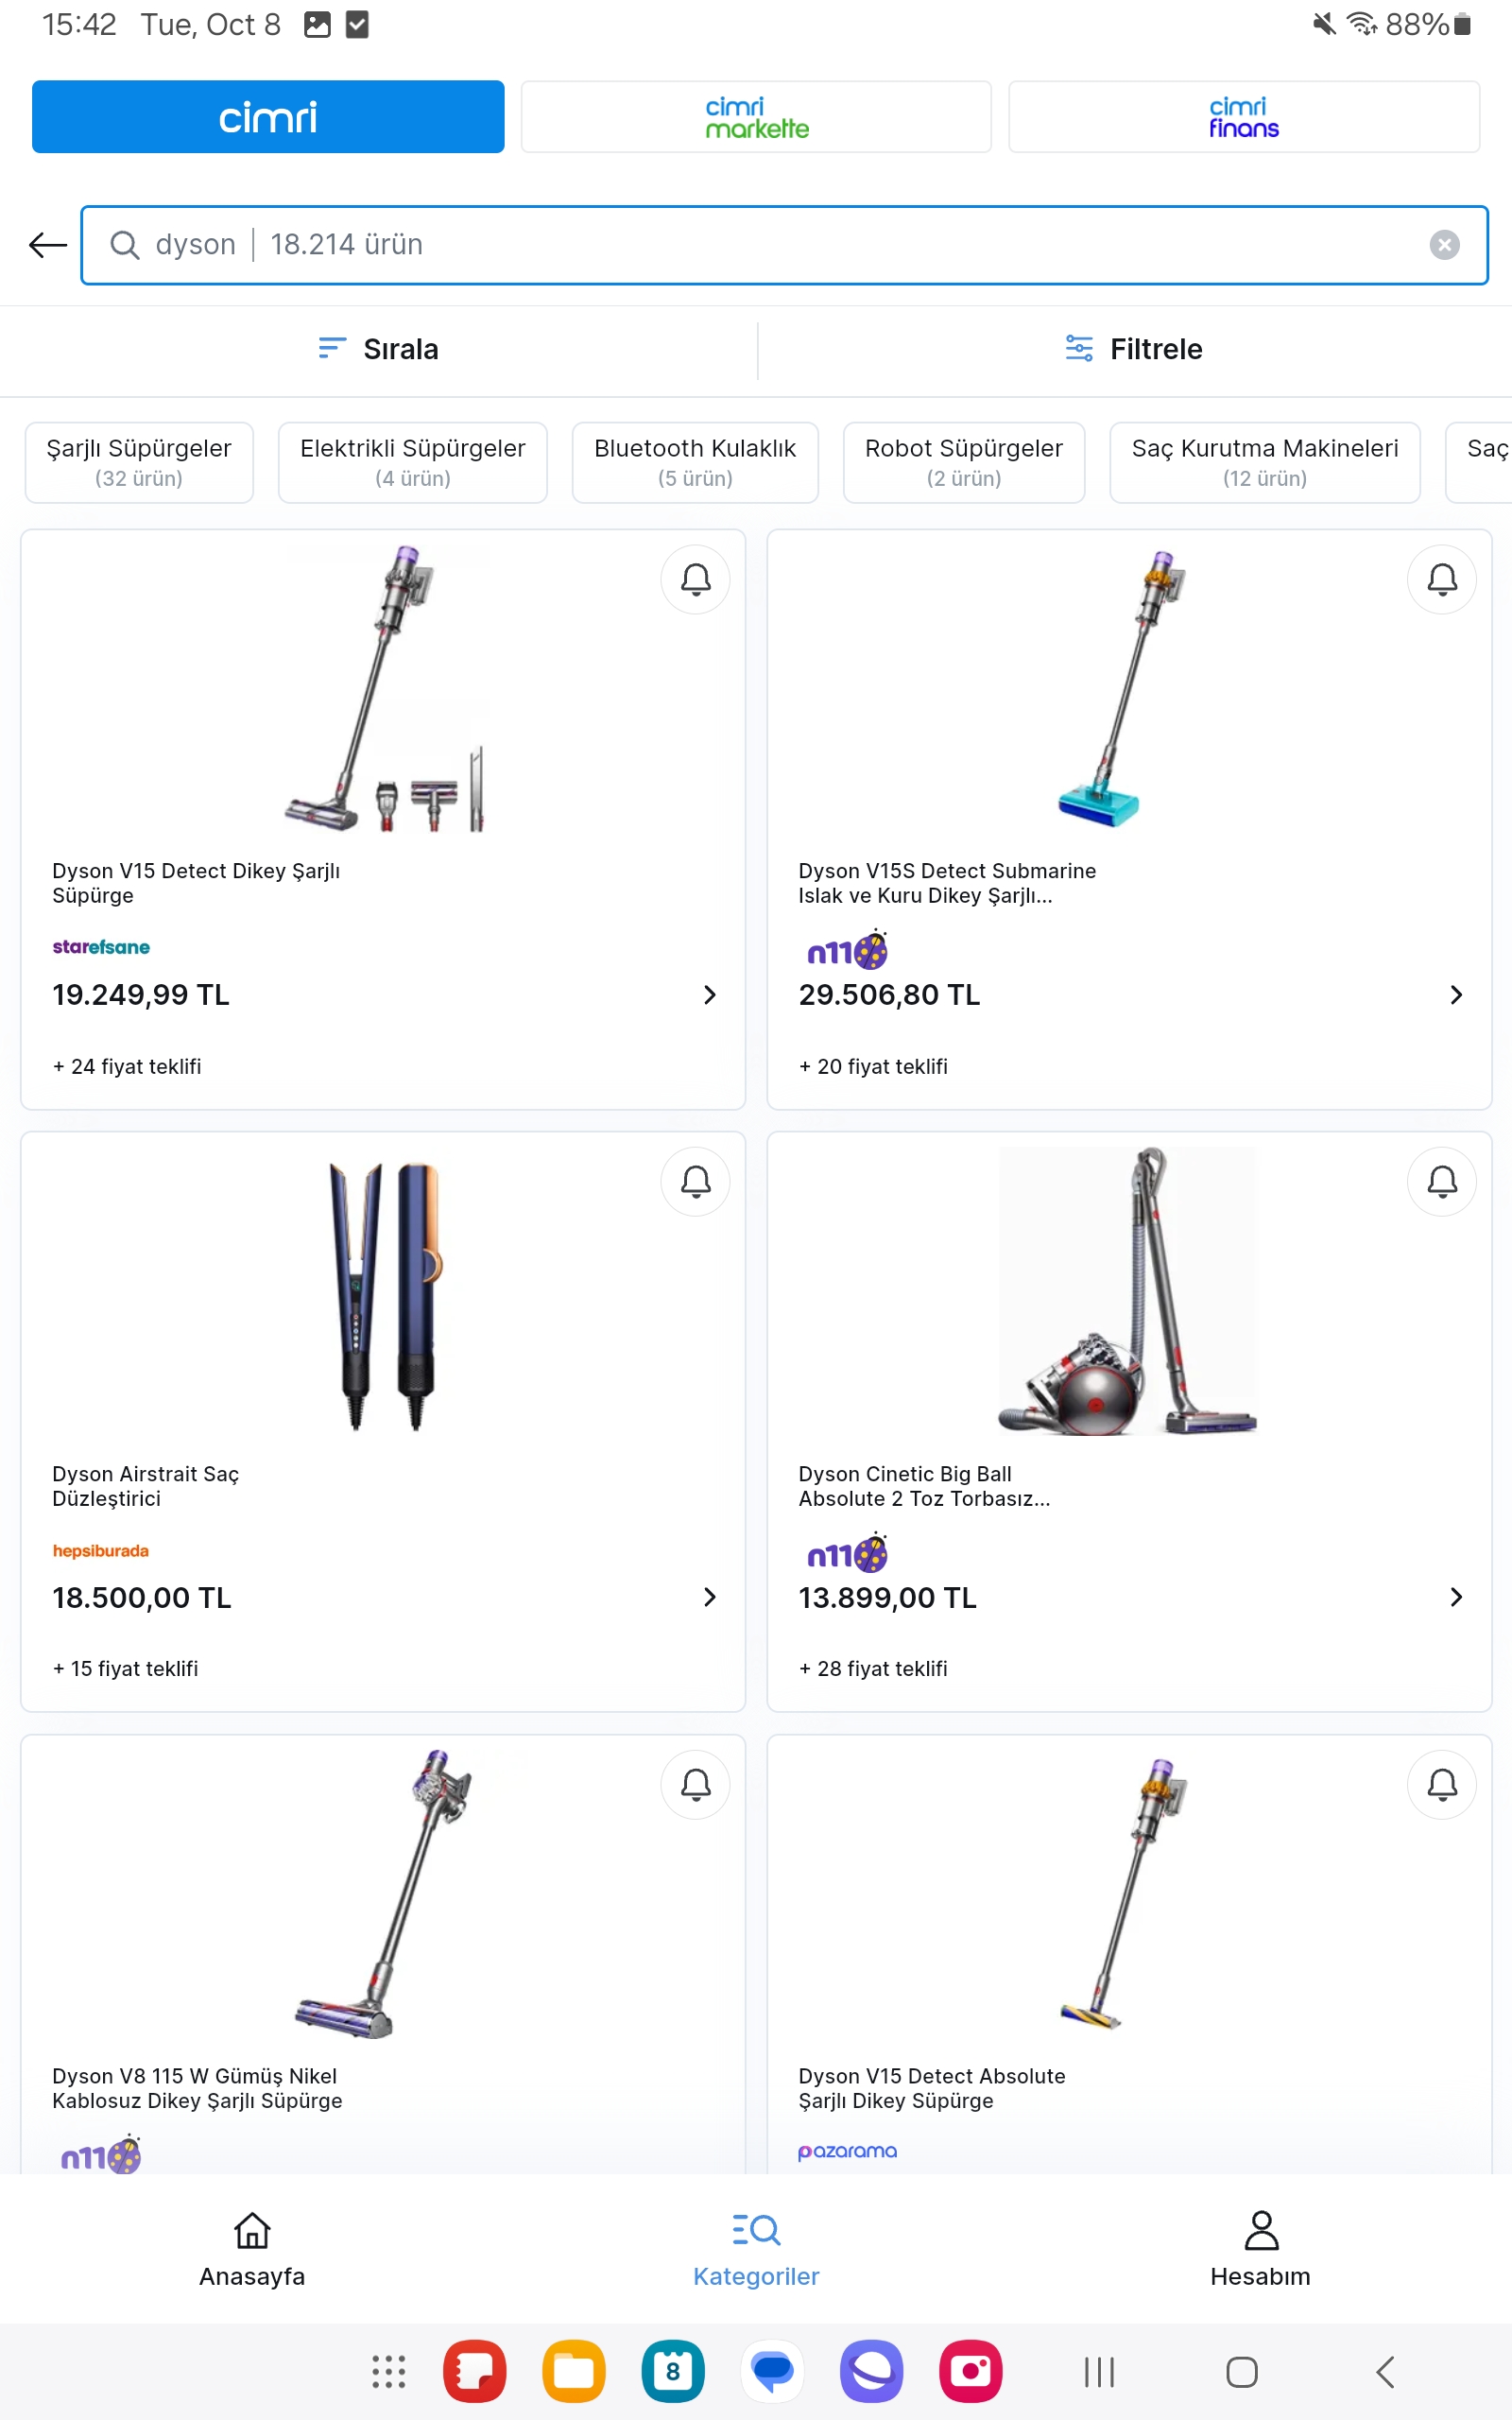 15:42 Tue, Oct 8
88%
cimri
cimri
markette
cimri
finans
dyson | 18.214 ürün
Sırala
Filtrele
Şarjlı Süpürgeler
(32 ürün)
Elektrikli Süpürgeler
(4 ürün)
Bluetooth Kulaklık
(5 ürün)
Robot Süpürgeler
(2 ürün)
Saç Kurutma Makineleri
(12 ürün)
Saç
Dyson V15 Detect Dikey Şarjlı
Süpürge
starefsane
19.249,99 TL
+ 24 fiyat teklifi
Dyson V15S Detect Submarine
Islak ve Kuru Dikey Şarjlı...
n11
29.506,80 TL
+ 20 fiyat teklifi
Dyson Airstrait Saç
Düzleştirici
hepsiburada
18.500,00 TL
+ 15 fiyat teklifi
Dyson Cinetic Big Ball
Absolute 2 Toz Torbasız...
n11
13.899,00 TL
+ 28 fiyat teklifi
Dyson V8 115 W Gümüş Nikel
Kablosuz Dikey Şarjlı Süpürge
n11
Dyson V15 Detect Absolute
Şarjlı Dikey Süpürge
pazarama
Anasayfa
Kategoriler
Hesabım
8